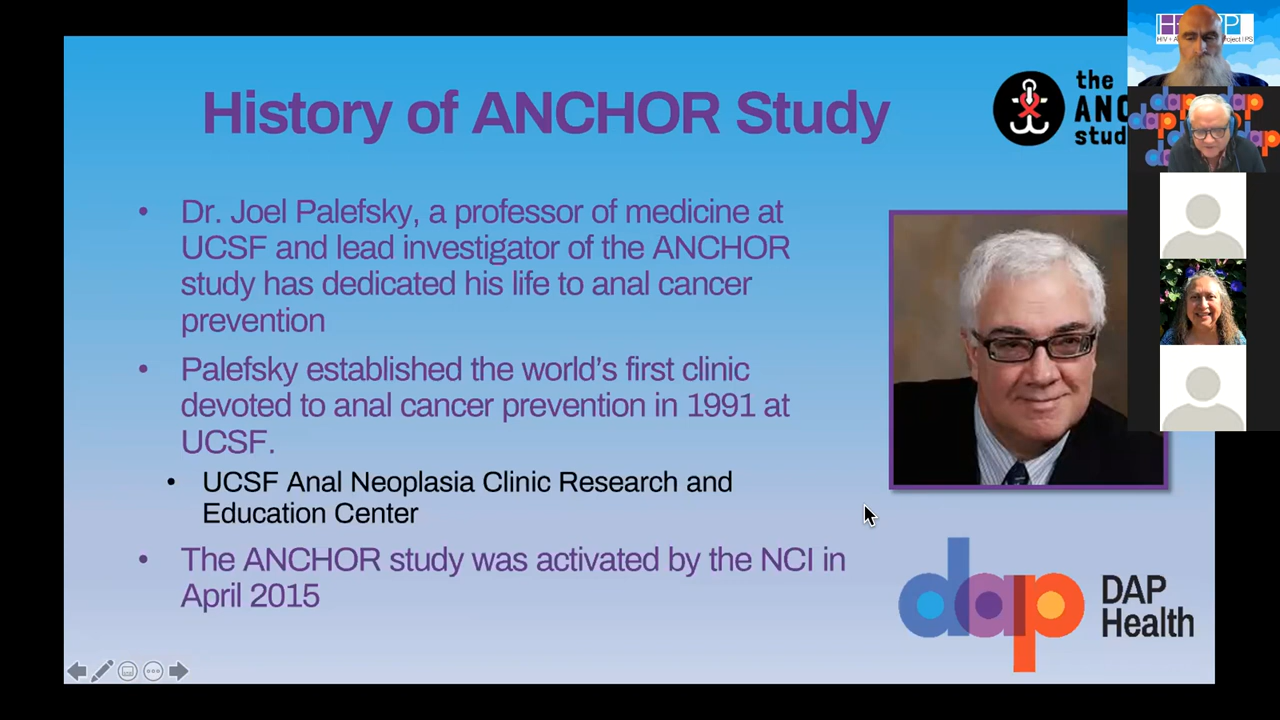 History of ANCHOR Study
the
ANC
stud
• Dr. Joel Palefsky, a professor of medicine at
UCSF and lead investigator of the ANCHOR
study has dedicated his life to anal cancer
prevention
• Palefsky established the world's first clinic
devoted to anal cancer prevention in 1991 at
UCSF.
• UCSF Anal Neoplasia Clinic Research and
Education Center
• The ANCHOR study was activated by the NCI in
April 2015
dap
DAP
Health
dap